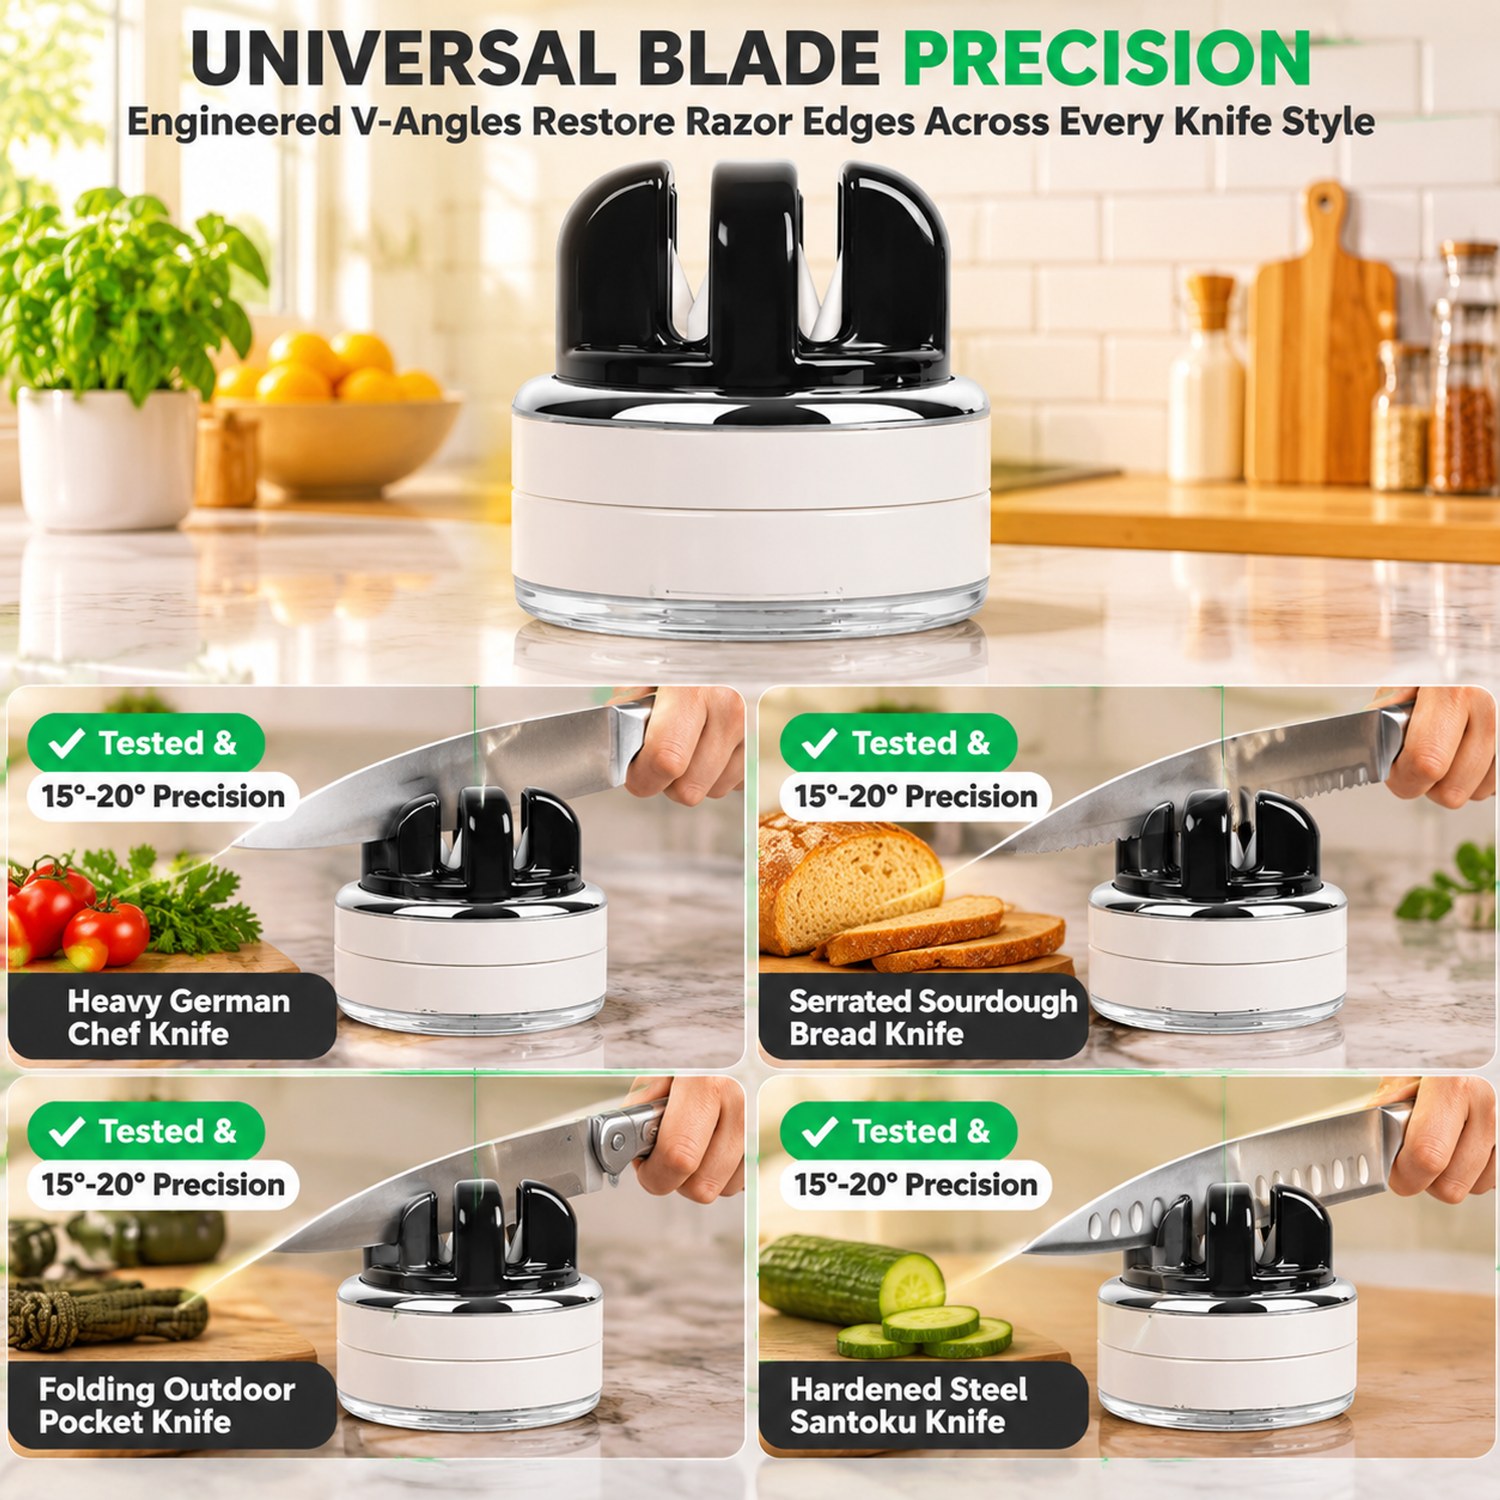 UNIVERSAL BLADE PRECISION
Engineered V-Angles Restore Razor Edges Across Every Knife Style
Tested &
15°-20° Precision
Heavy German
Chef Knife
Tested &
15°-20° Precision
Serrated Sourdough
Bread Knife
Tested &
15°-20° Precision
Folding Outdoor
Pocket Knife
Tested &
15°-20° Precision
Hardened Steel
Santoku Knife